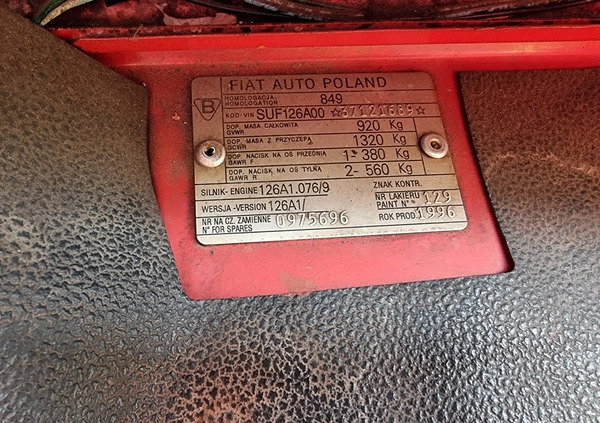 FIAT AUTO POLAND
B
HOMOLOGACJA
HOMOLOGATION 849
KOD-VIN SUF126A00 ☆37121689☆
DOP. MASA CAŁKOWITA
GVWR 920 Kg
DOP. MASA Z PRZYCZEPĄ
GCWR 1320 Kg
DOP. NACISK NA OŚ PRZEDNIĄ
GAWR F 1- 380 Kg
DOP. NACISK NA OŚ TYLNĄ
GAWR R 2- 560 Kg
SILNIK-ENGINE 126A1.076/9 ZNAK KONTR.
WERSJA-VERSION 126A1/
NR LAKIERU
PAINT N° 129
NR NA CZ. ZAMIENNE
N° FOR SPARES 0975696
ROK PROD 1996